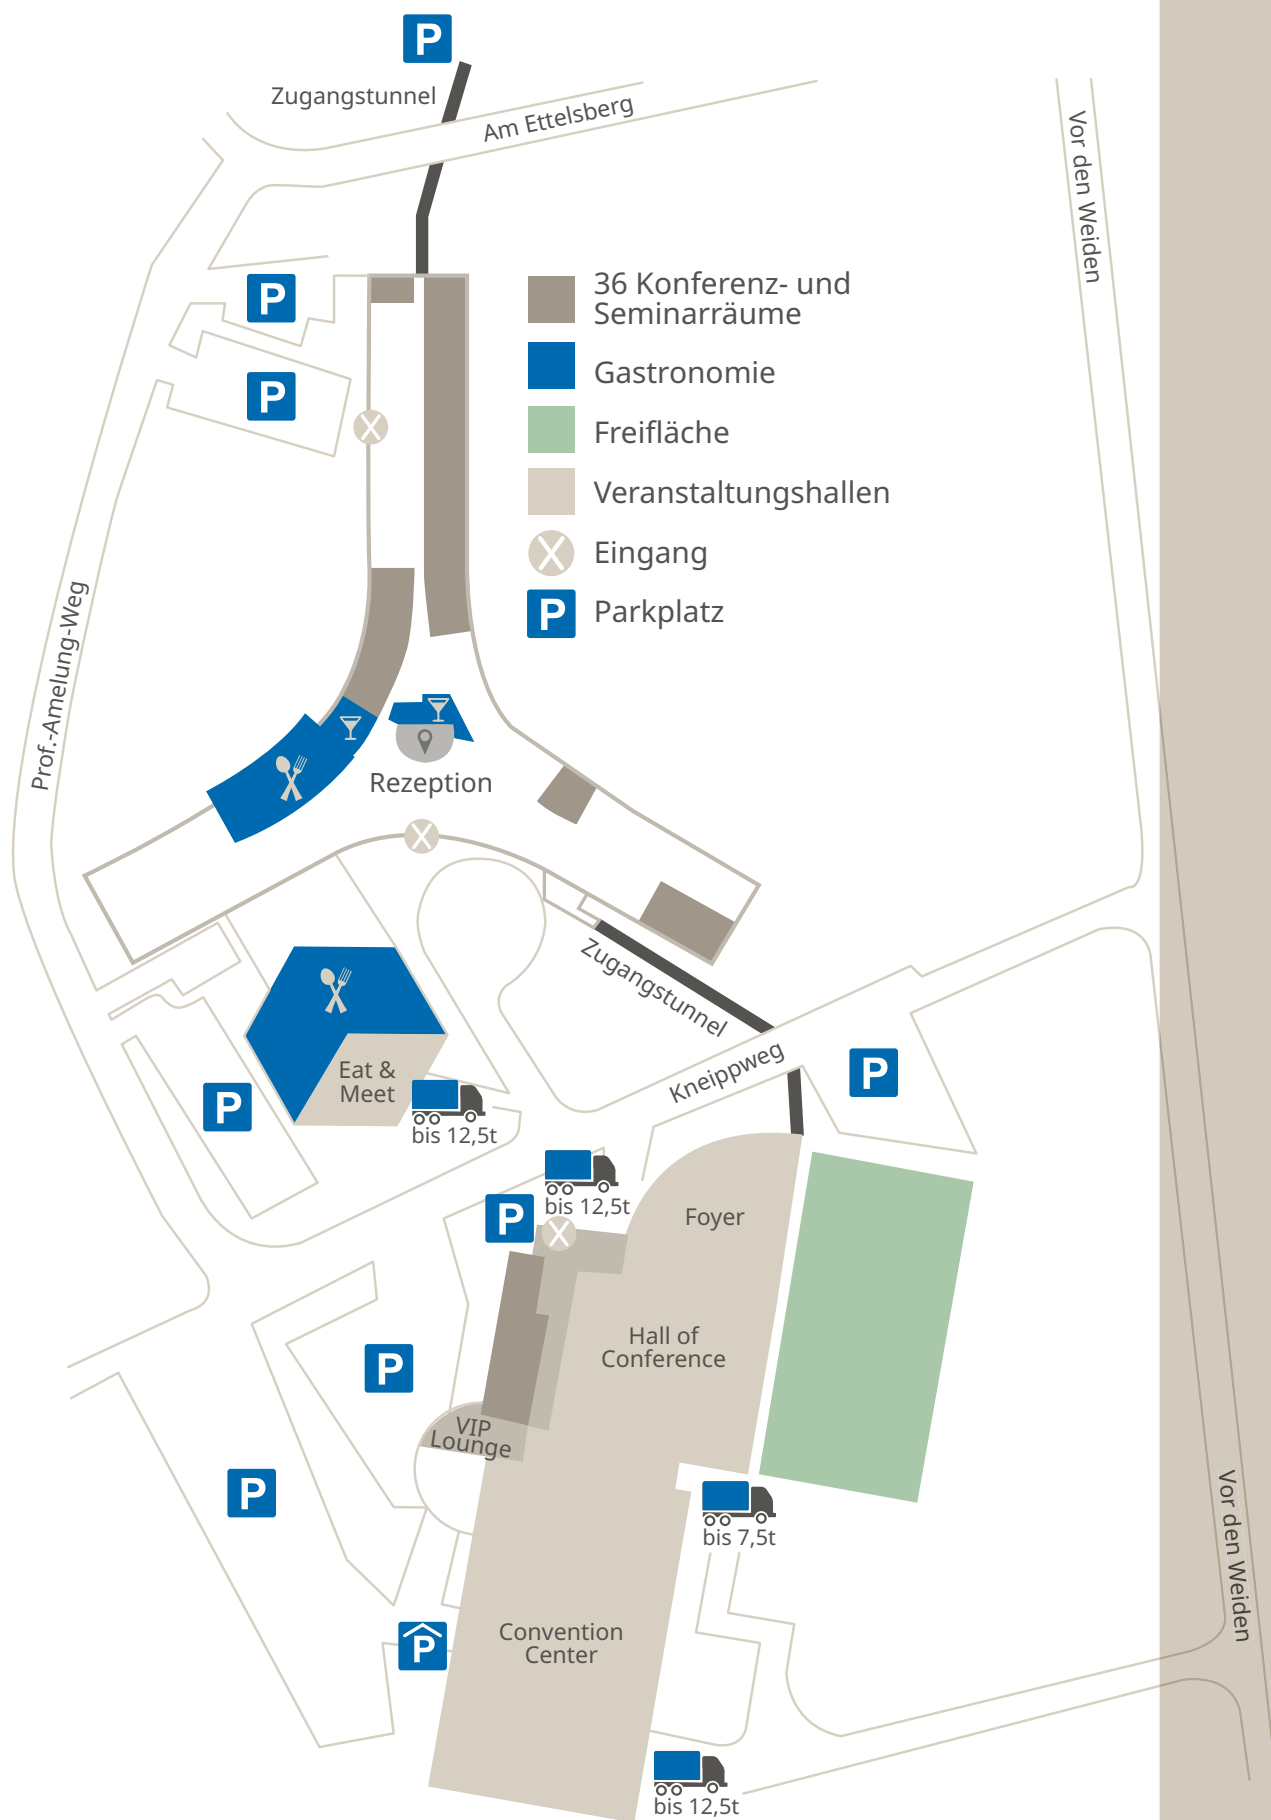 P
Zugangstunnel
Am Ettelsberg
Vor den Weiden
P
36 Konferenz- und
Seminarräume
P
Gastronomie
Freifläche
Veranstaltungshallen
Eingang
P
Parkplatz
Prof.-Amelung-Weg
Rezeption
Zugangstunnel
Kneippweg
P
Eat &
Meet
P
bis 12,5t
bis 12,5t
P
Foyer
Hall of
Conference
P
VIP
Lounge
P
bis 7,5t
Vor den Weiden
Convention
Center
P
bis 12,5t